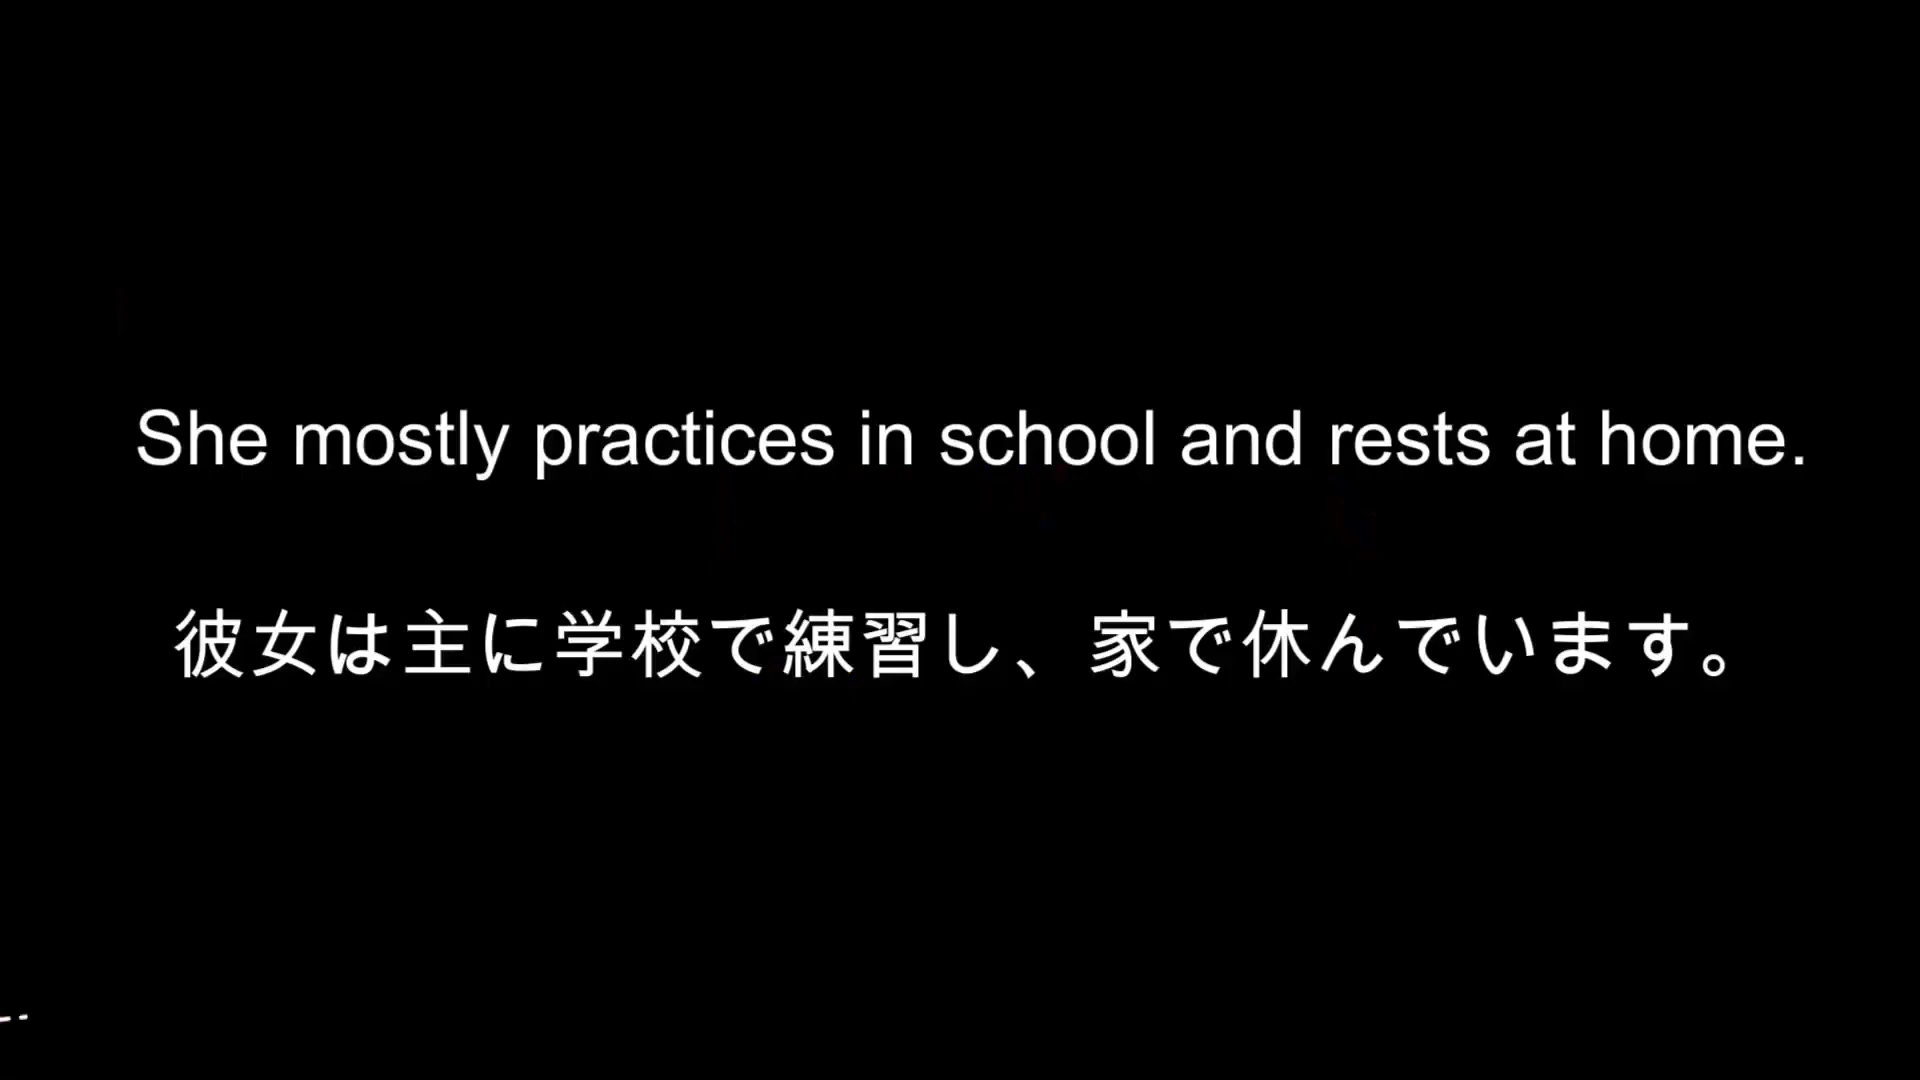 She mostly practices in school and rests at home.
彼女は主に学校で練習し、家で休んでいます。